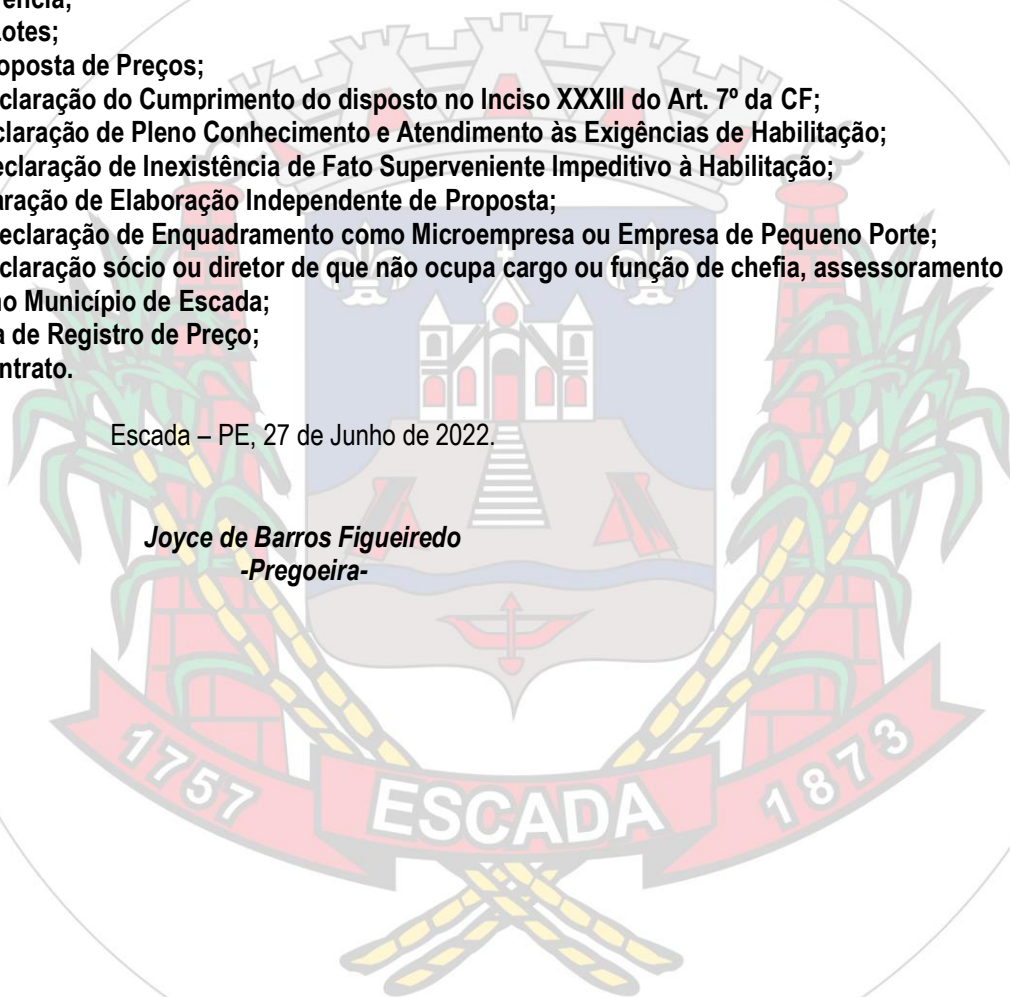 rência;
Lotes;
oposta de Preços;
claração do Cumprimento do disposto no Inciso XXXIII do Art. 7º da CF;
claração de Pleno Conhecimento e Atendimento às Exigências de Habilitação;
eclaração de Inexistência de Fato Superveniente Impeditivo à Habilitação;
aração de Elaboração Independente de Proposta;
eclaração de Enquadramento como Microempresa ou Empresa de Pequeno Porte;
claração sócio ou diretor de que não ocupa cargo ou função de chefia, assessoramento
no Município de Escada;
a de Registro de Preço;
ntrato.
Escada – PE, 27 de Junho de 2022.
Joyce de Barros Figueiredo
-Pregoeira-
1757 ESCADA 1873